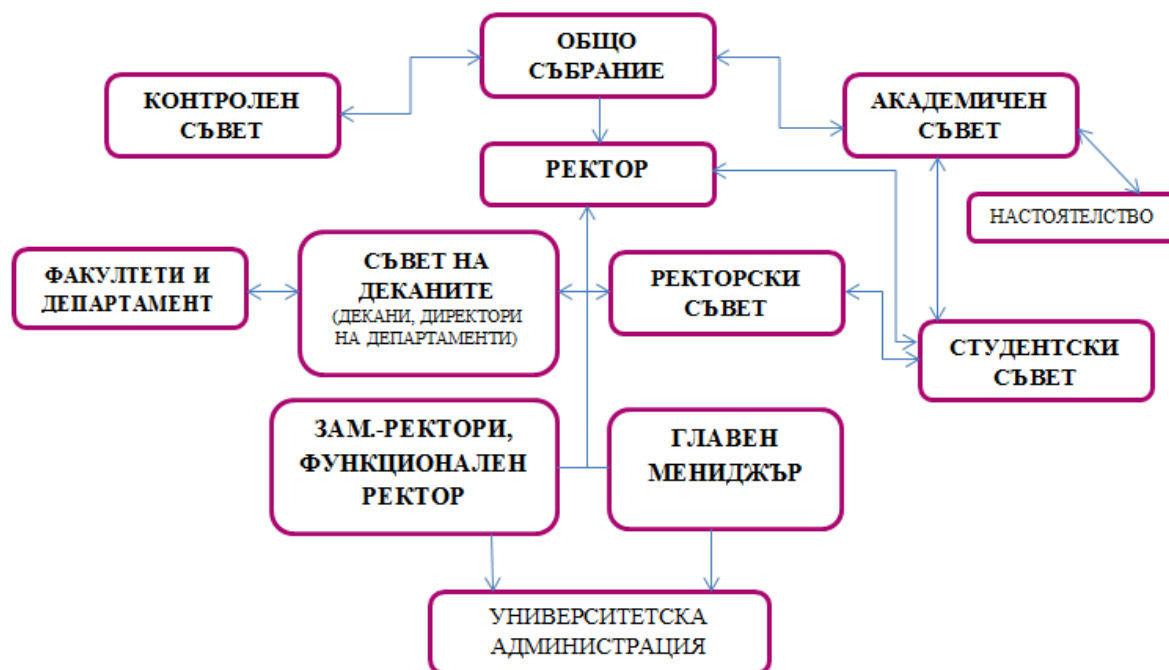 ОБЩО
СЪБРАНИЕ
КОНТРОЛЕН
СЪВЕТ
АКАДЕМИЧЕН
СЪВЕТ
РЕКТОР
НАСТОЯТЕЛСТВО
ФАКУЛТЕТИ И
ДЕПАРТАМЕНТ
СЪВЕТ НА
ДЕКАНИТЕ
(ДЕКАНИ, ДИРЕКТОРИ
НА ДЕПАРТАМЕНТИ)
РЕКТОРСКИ
СЪВЕТ
СТУДЕНТСКИ
СЪВЕТ
ЗАМ.-РЕКТОРИ,
ФУНКЦИОНАЛЕН
РЕКТОР
ГЛАВЕН
МЕНИДЖЪР
УНИВЕРСИТЕТСКА
АДМИНИСТРАЦИЯ